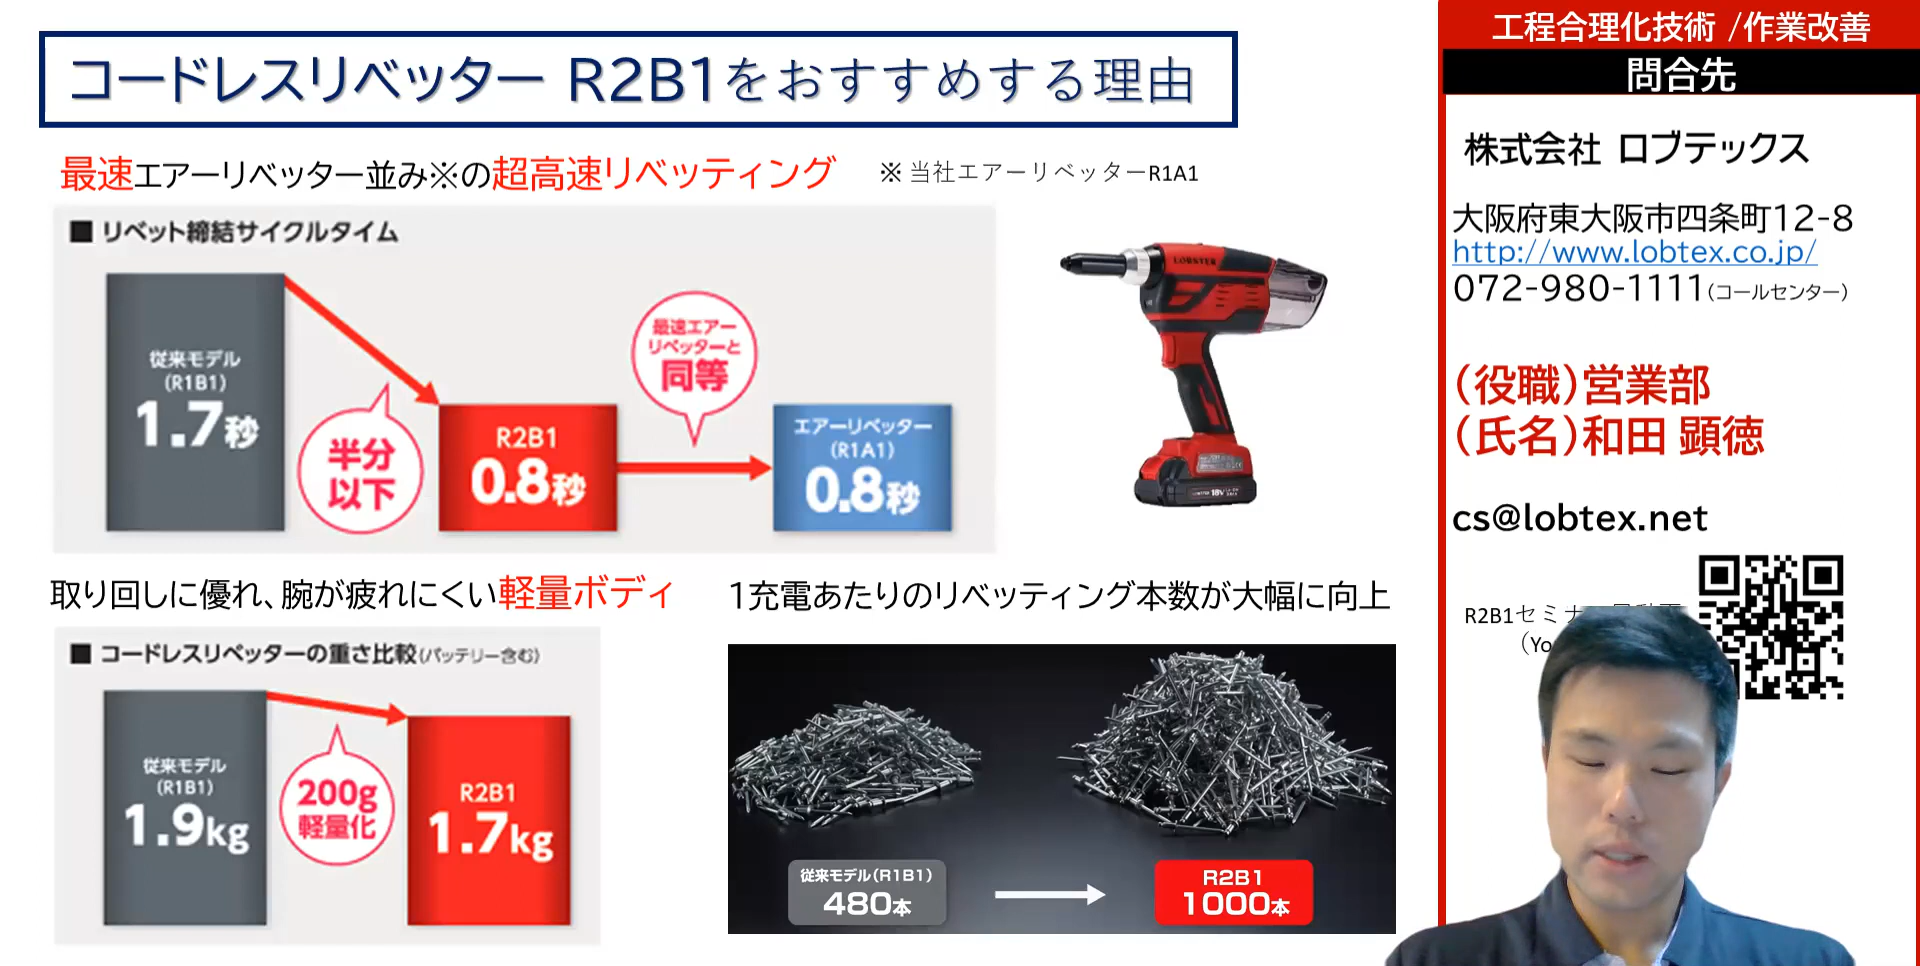 コードレスリベッター R2B1をおすすめする理由
最速エアーリベッター並み※の超高速リベッティング
※ 当社エアーリベッターR1A1
■ リベット締結サイクルタイム
従来モデル
(R1B1)
1.7秒
半分
以下
R2B1
0.8秒
最速エアー
リベッターと
同等
エアーリベッター
(R1A1)
0.8秒
LOBSTER
18V
取り回しに優れ、腕が疲れにくい軽量ボディ
■ コードレスリベッターの重さ比較(バッテリー含む)
従来モデル
(R1B1)
1.9kg
200g
軽量化
R2B1
1.7kg
1充電あたりのリベッティング本数が大幅に向上
従来モデル(R1B1)
480本
R2B1
1000本
工程合理化技術 /作業改善
問合先
株式会社 ロブテックス
大阪府東大阪市四条町12-8
http://www.lobtex.co.jp/
072-980-1111(コールセンター)
(役職)営業部
(氏名)和田 顕徳
cs@lobtex.net
R2B1セミナ
(Yo